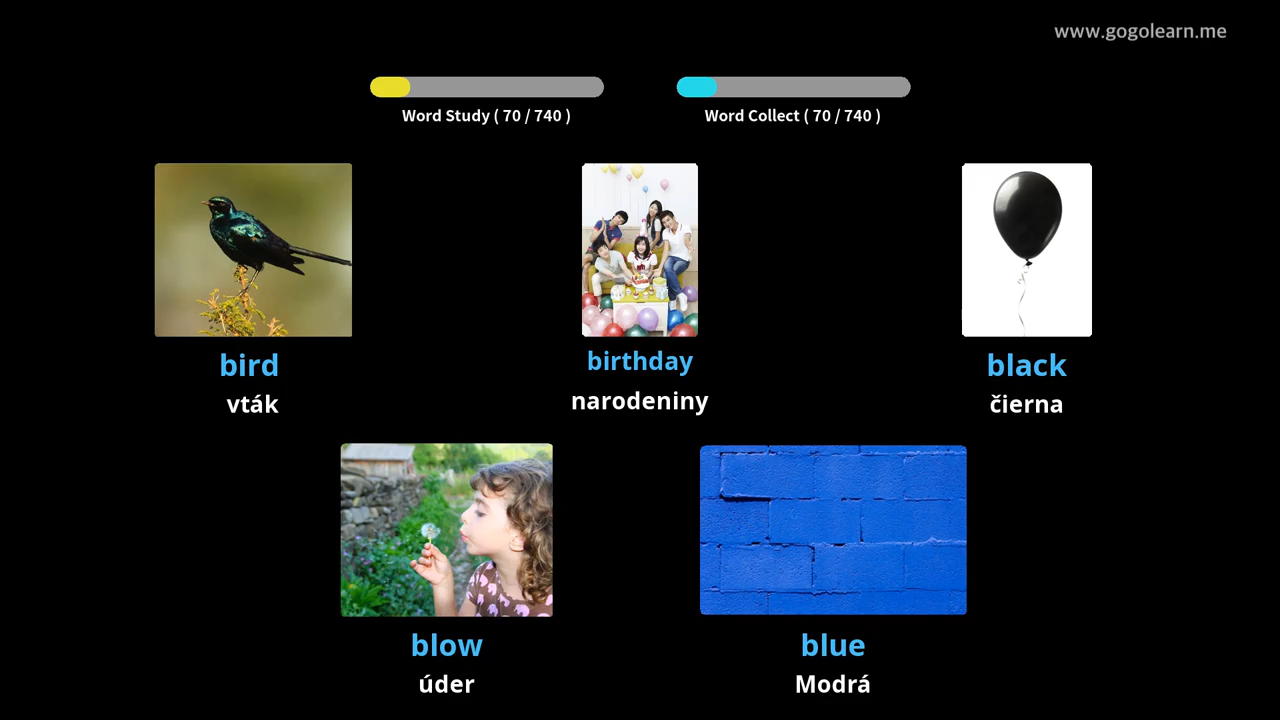 www.gogolearn.me
Word Study ( 70 / 740 )
Word Collect ( 70 / 740 )
bird
vták
birthday
narodeniny
black
čierna
blow
úder
blue
Modrá